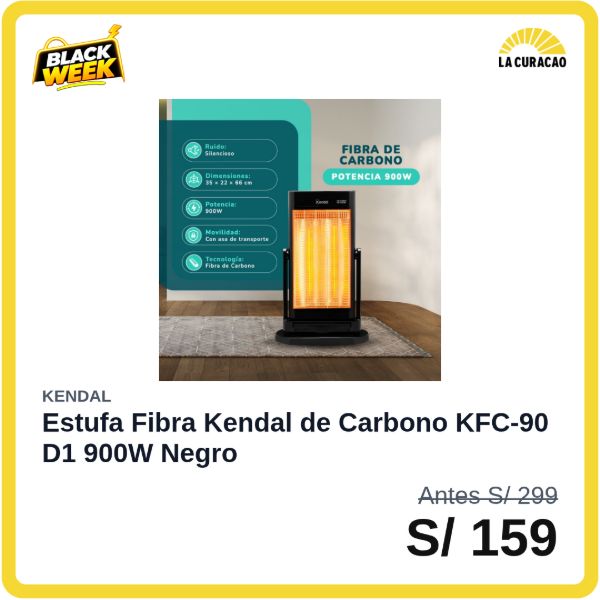 BLACK
WEEK
LA CURACAO
Ruido:
Silencioso
Dimensiones:
35 x 22 x 66 cm
Potencia:
900W
Movilidad:
Con asa de transporte
Tecnología:
Fibra de Carbono
FIBRA DE
CARBONO
POTENCIA 900W
Kendal
KENDAL
Estufa Fibra Kendal de Carbono KFC-90
D1 900W Negro
Antes S/ 299
S/ 159